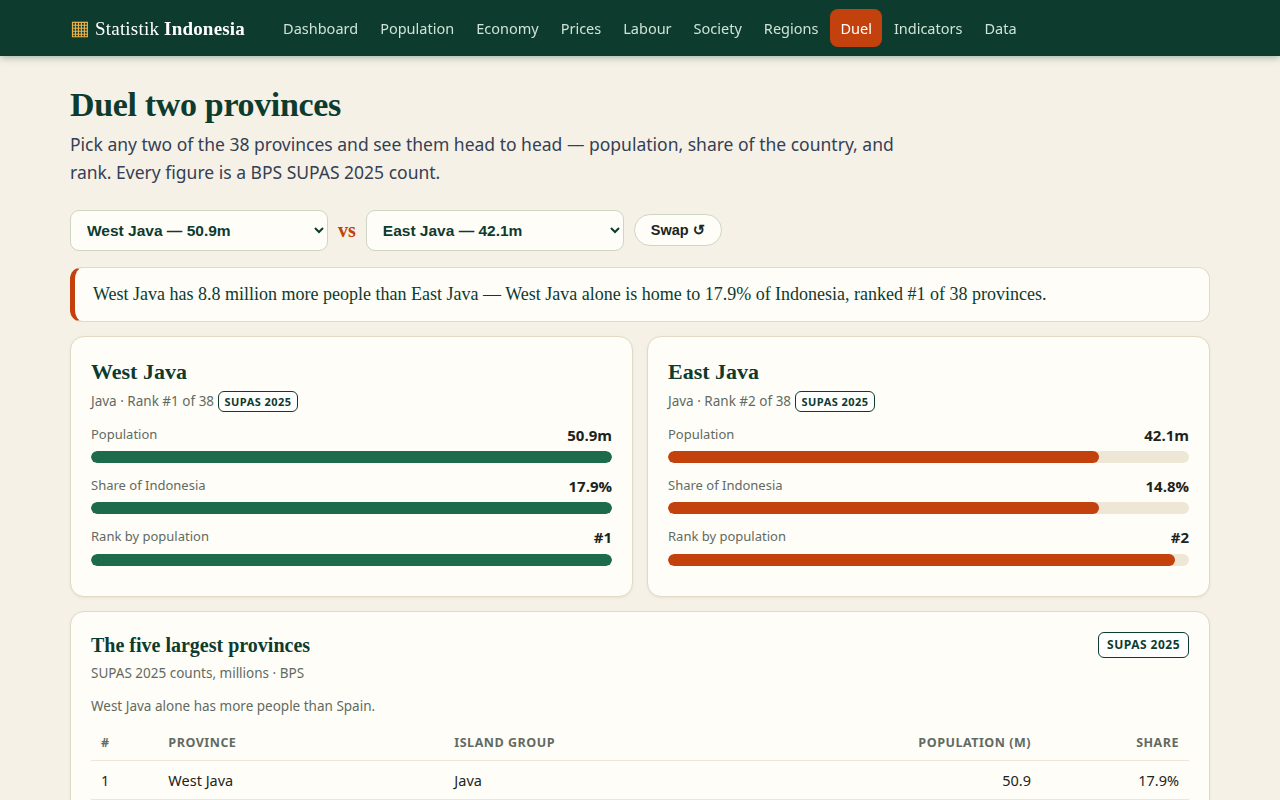 Statistik Indonesia
Dashboard Population Economy Prices Labour Society Regions Duel Indicators Data
Duel two provinces
Pick any two of the 38 provinces and see them head to head — population, share of the country, and
rank. Every figure is a BPS SUPAS 2025 count.
West Java — 50.9m vs East Java — 42.1m Swap ↺
West Java has 8.8 million more people than East Java — West Java alone is home to 17.9% of Indonesia, ranked #1 of 38 provinces.
West Java
Java · Rank #1 of 38 SUPAS 2025
Population 50.9m
Share of Indonesia 17.9%
Rank by population #1
East Java
Java · Rank #2 of 38 SUPAS 2025
Population 42.1m
Share of Indonesia 14.8%
Rank by population #2
The five largest provinces SUPAS 2025
SUPAS 2025 counts, millions · BPS
West Java alone has more people than Spain.
# PROVINCE ISLAND GROUP POPULATION (M) SHARE
1 West Java Java 50.9 17.9%